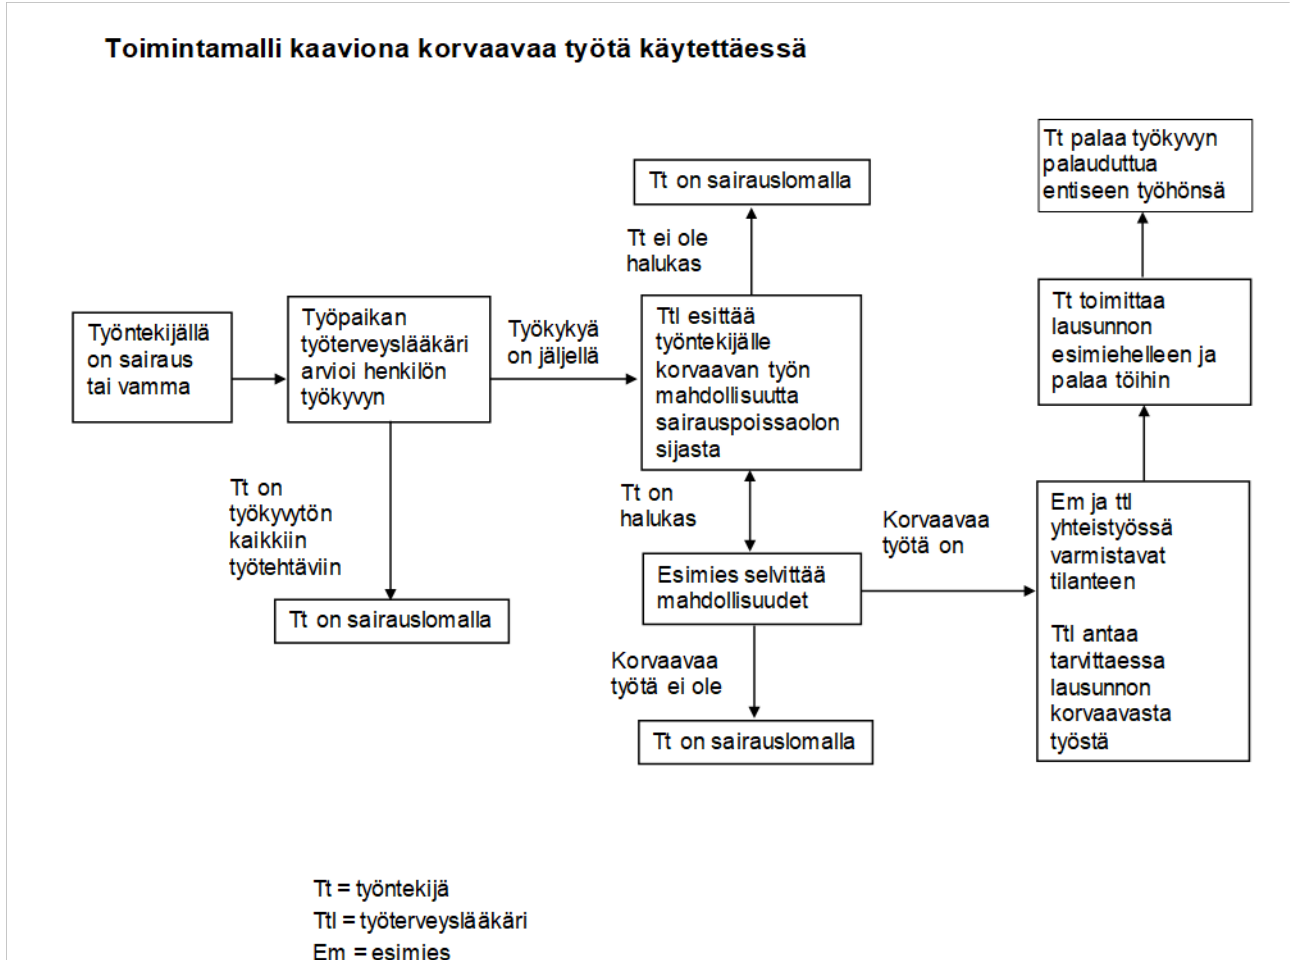 Toimintamalli kaaviona korvaavaa työtä käytettäessä
Työntekijällä
on sairaus
tai vamma
Työpaikan
työterveyslääkäri
arvioi henkilön
työkyvyn
Tt on
työkyvytön
kaikkiin
työtehtäviin
Tt on sairauslomalla
Työkykyä
on jäljellä
Ttl esittää
työntekijälle
korvaavan työn
mahdollisuutta
sairauspoissaolon
sijasta
Tt ei ole
halukas
Tt on sairauslomalla
Tt on
halukas
Esimies selvittää
mahdollisuudet
Korvaavaa
työtä ei ole
Tt on sairauslomalla
Korvaavaa
työtä on
Em ja ttl
yhteistyössä
varmistavat
tilanteen
Ttl antaa
tarvittaessa
lausunnon
korvaavasta
työstä
Tt toimittaa
lausunnon
esimiehelleen ja
palaa töihin
Tt palaa työkyvyn
palauduttua
entiseen työhönsä
Tt = työntekijä
Ttl = työterveyslääkäri
Em = esimies